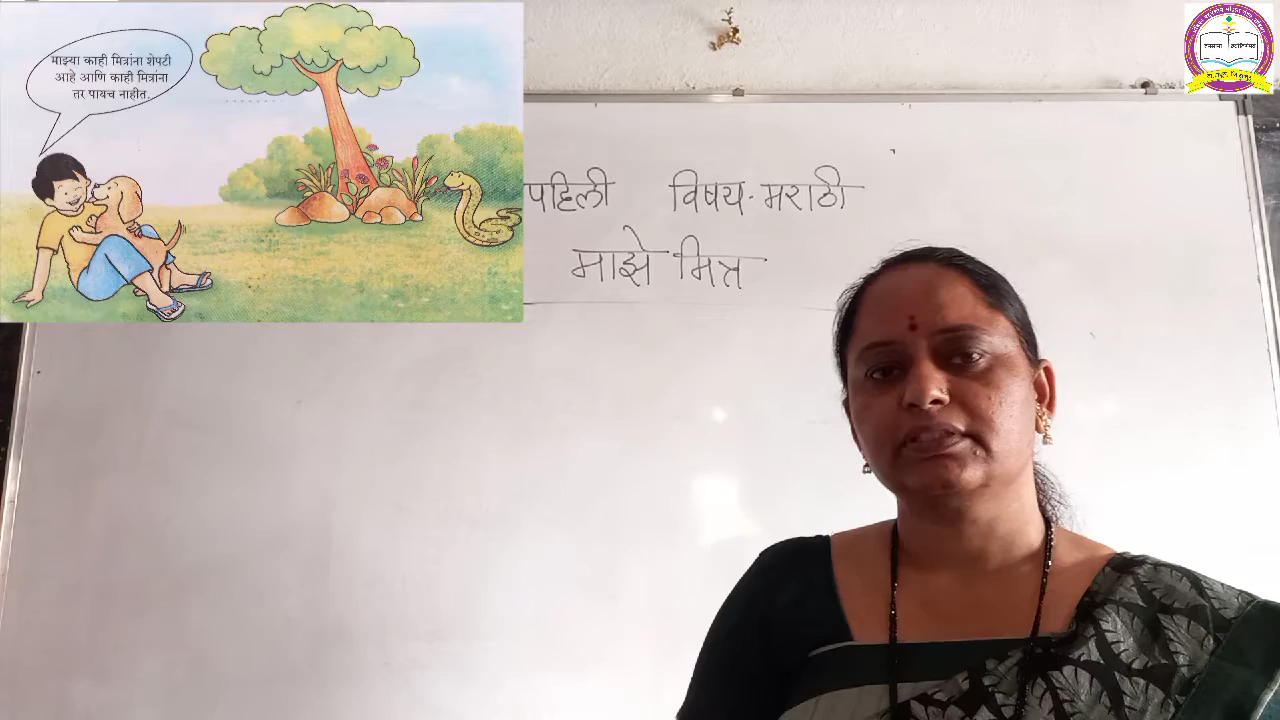 माझ्या काही मित्रांना शेपटी
आहे आणि काही मित्रांना
तर पायच नाहीत.
पहिली विषय-मराठी
माझे मित्र